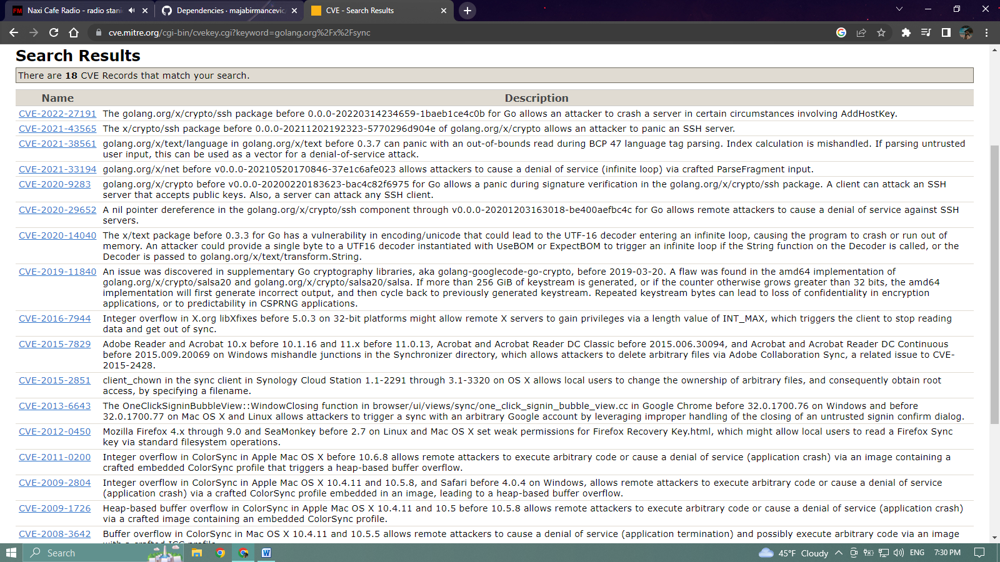 Naxi Cafe Radio - radio stani
Dependencies · majabirmancevic
CVE - Search Results
cve.mitre.org/cgi-bin/cvekey.cgi?keyword=golang.org%2Fx%2Fsync
Search Results
There are 18 CVE Records that match your search.
Name Description
CVE-2022-27191 The golang.org/x/crypto/ssh package before 0.0.0-20220314234659-1baeb1ce4c0b for Go allows an attacker to crash a server in certain circumstances involving AddHostKey.
CVE-2021-43565 The x/crypto/ssh package before 0.0.0-20211202192323-5770296d904e of golang.org/x/crypto allows an attacker to panic an SSH server.
CVE-2021-38561 golang.org/x/text/language in golang.org/x/text before 0.3.7 can panic with an out-of-bounds read during BCP 47 language tag parsing. Index calculation is mishandled. If parsing untrusted
user input, this can be used as a vector for a denial-of-service attack.
CVE-2021-33194 golang.org/x/net before v0.0.0-20210520170846-37e1c6afe023 allows attackers to cause a denial of service (infinite loop) via crafted ParseFragment input.
CVE-2020-9283 golang.org/x/crypto before v0.0.0-20200220183623-bac4c82f6975 for Go allows a panic during signature verification in the golang.org/x/crypto/ssh package. A client can attack an SSH
server that accepts public keys. Also, a server can attack any SSH client.
CVE-2020-29652 A nil pointer dereference in the golang.org/x/crypto/ssh component through v0.0.0-20201203163018-be400aefbc4c for Go allows remote attackers to cause a denial of service against SSH
servers.
CVE-2020-14040 The x/text package before 0.3.3 for Go has a vulnerability in encoding/unicode that could lead to the UTF-16 decoder entering an infinite loop, causing the program to crash or run out of
memory. An attacker could provide a single byte to a UTF16 decoder instantiated with UseBOM or ExpectBOM to trigger an infinite loop if the String function on the Decoder is called, or the
Decoder is passed to golang.org/x/text/transform.String.
CVE-2019-11840 An issue was discovered in supplementary Go cryptography libraries, aka golang-googlecode-go-crypto, before 2019-03-20. A flaw was found in the amd64 implementation of
golang.org/x/crypto/salsa20 and golang.org/x/crypto/salsa20/salsa. If more than 256 GiB of keystream is generated, or if the counter otherwise grows greater than 32 bits, the amd64
implementation will first generate incorrect output, and then cycle back to previously generated keystream. Repeated keystream bytes can lead to loss of confidentiality in encryption
applications, or to predictability in CSPRNG applications.
CVE-2016-7944 Integer overflow in X.org libXfixes before 5.0.3 on 32-bit platforms might allow remote X servers to gain privileges via a length value of INT_MAX, which triggers the client to stop reading
data and get out of sync.
CVE-2015-7829 Adobe Reader and Acrobat 10.x before 10.1.16 and 11.x before 11.0.13, Acrobat and Acrobat Reader DC Classic before 2015.006.30094, and Acrobat and Acrobat Reader DC Continuous
before 2015.009.20069 on Windows mishandle junctions in the Synchronizer directory, which allows attackers to delete arbitrary files via Adobe Collaboration Sync, a related issue to CVE-
2015-2428.
CVE-2015-2851 client_chown in the sync client in Synology Cloud Station 1.1-2291 through 3.1-3320 on OS X allows local users to change the ownership of arbitrary files, and consequently obtain root
access, by specifying a filename.
CVE-2013-6643 The OneClickSigninBubbleView::WindowClosing function in browser/ui/views/sync/one_click_signin_bubble_view.cc in Google Chrome before 32.0.1700.76 on Windows and before
32.0.1700.77 on Mac OS X and Linux allows attackers to trigger a sync with an arbitrary Google account by leveraging improper handling of the closing of an untrusted signin confirm dialog.
CVE-2012-0450 Mozilla Firefox 4.x through 9.0 and SeaMonkey before 2.7 on Linux and Mac OS X set weak permissions for Firefox Recovery Key.html, which might allow local users to read a Firefox Sync
key via standard filesystem operations.
CVE-2011-0200 Integer overflow in ColorSync in Apple Mac OS X before 10.6.8 allows remote attackers to execute arbitrary code or cause a denial of service (application crash) via an image containing a
crafted embedded ColorSync profile that triggers a heap-based buffer overflow.
CVE-2009-2804 Integer overflow in ColorSync in Apple Mac OS X 10.4.11 and 10.5.8, and Safari before 4.0.4 on Windows, allows remote attackers to execute arbitrary code or cause a denial of service
(application crash) via a crafted ColorSync profile embedded in an image, leading to a heap-based buffer overflow.
CVE-2009-1726 Heap-based buffer overflow in ColorSync in Apple Mac OS X 10.4.11 and 10.5 before 10.5.8 allows remote attackers to execute arbitrary code or cause a denial of service (application crash)
via a crafted image containing an embedded ColorSync profile.
CVE-2008-3642 Buffer overflow in ColorSync in Mac OS X 10.4.11 and 10.5.5 allows remote attackers to cause a denial of service (application termination) and possibly execute arbitrary code via an image
Search
45°F Cloudy
ENG
7:30 PM